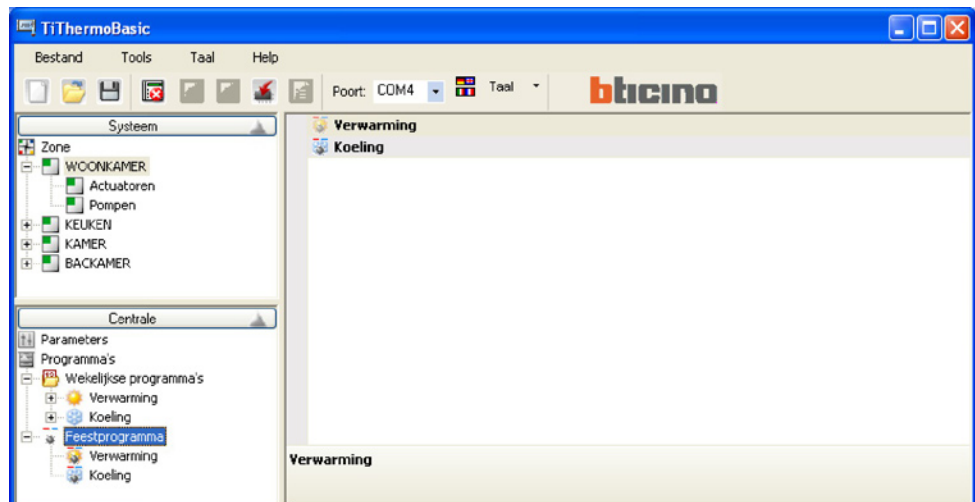 TiThermoBasic
Bestand Tools Taal Help
Poort: COM4 Taal bticino
Systeem
Zone
WOONKAMER
Actuatoren
Pompen
KEUKEN
KAMER
BACKAMER
Centrale
Parameters
Programma's
Wekelijkse programma's
Verwarming
Koeling
Feestprogramma
Verwarming
Koeling
Verwarming
Koeling
Verwarming